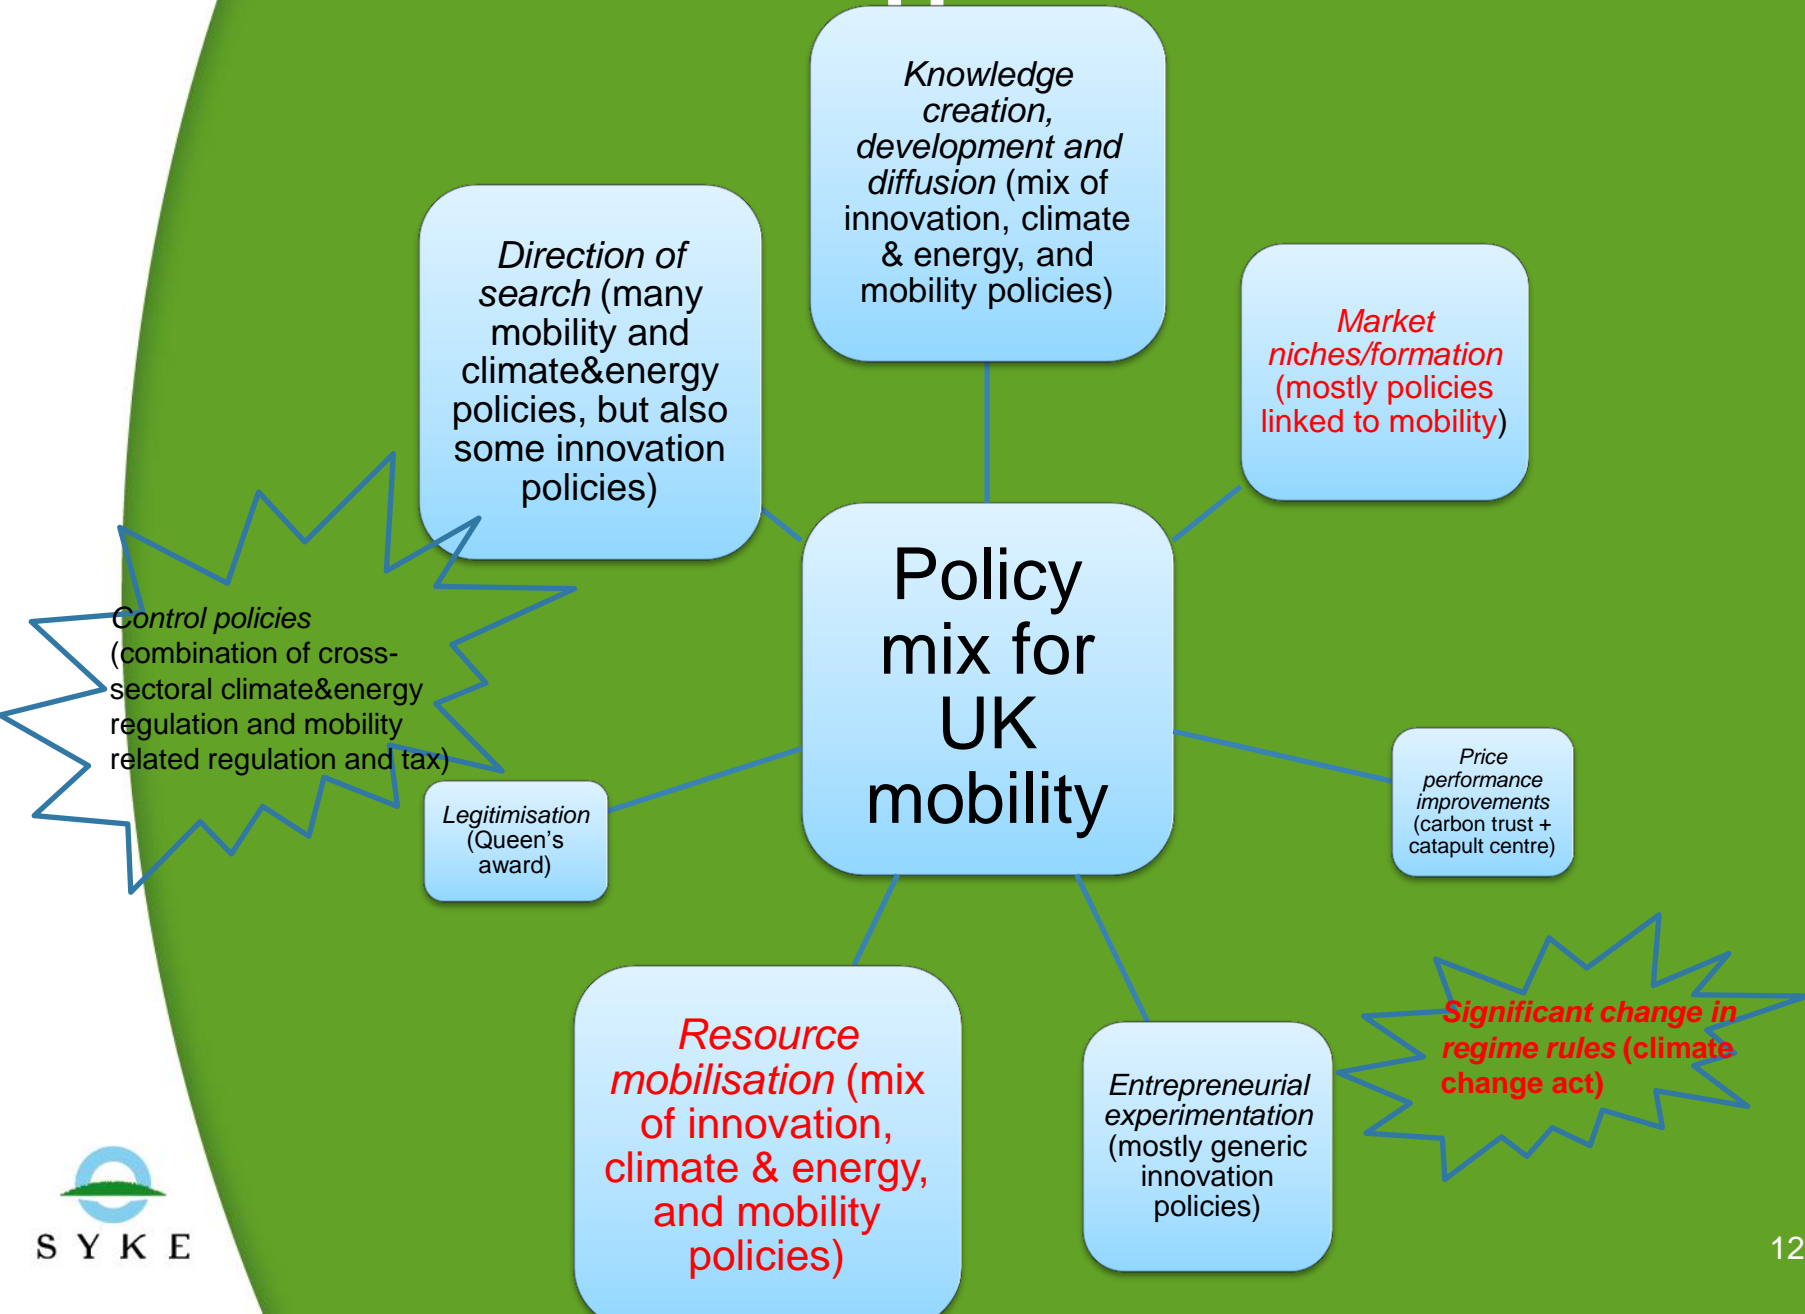 Knowledge
creation,
development and
diffusion (mix of
innovation, climate
& energy, and
mobility policies)
Direction of
search (many
mobility and
climate&energy
policies, but also
some innovation
policies)
Market
niches/formation
(mostly policies
linked to mobility)
Policy
mix for
UK
mobility
Control policies
(combination of cross-
sectoral climate&energy
regulation and mobility
related regulation and tax)
Price
performance
improvements
(carbon trust +
catapult centre)
Legitimisation
(Queen’s
award)
Significant change in
regime rules (climate
change act)
Resource
mobilisation (mix
of innovation,
climate & energy,
and mobility
policies)
Entrepreneurial
experimentation
(mostly generic
innovation
policies)
SYKE
12